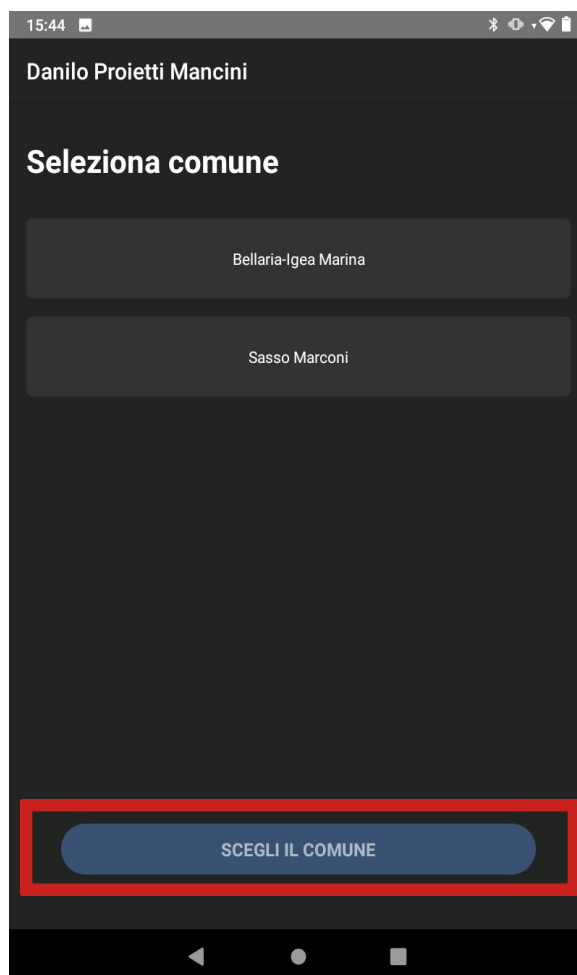 15:44
Danilo Proietti Mancini
Seleziona comune
Bellaria-Igea Marina
Sasso Marconi
SCEGLI IL COMUNE